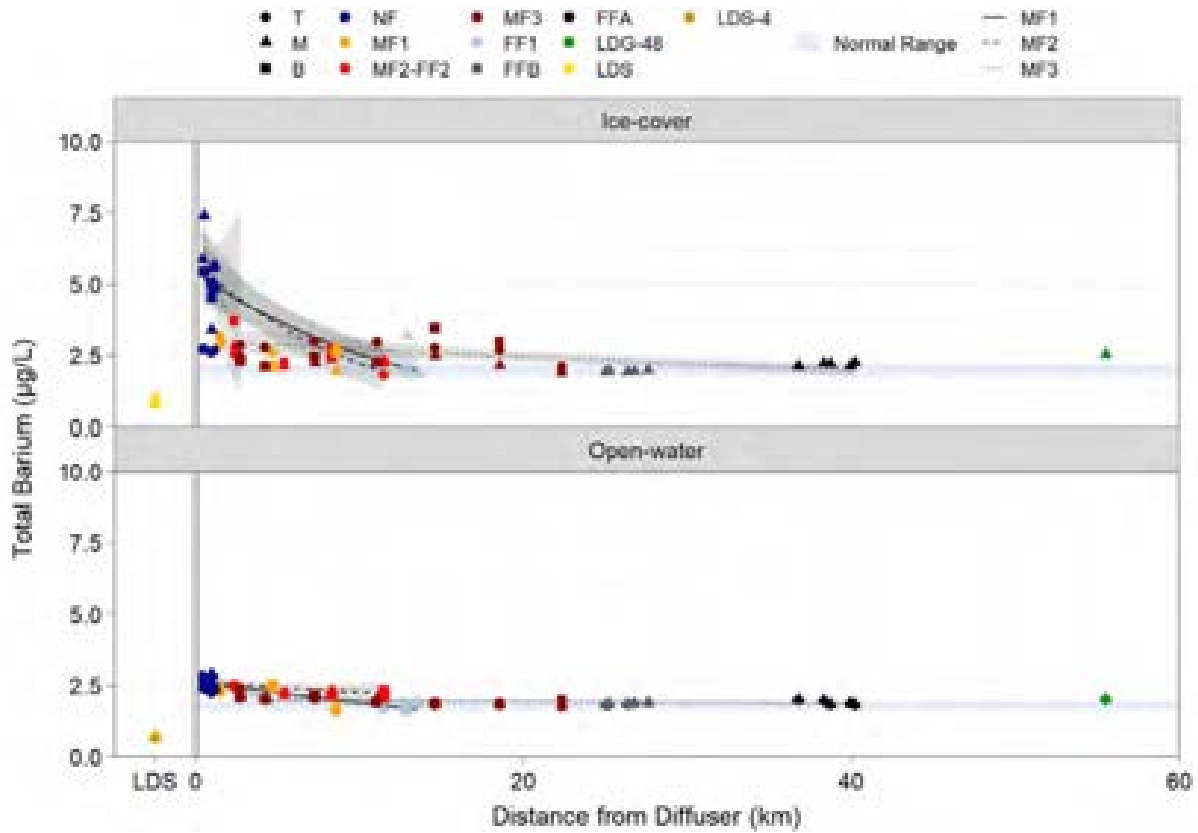 T NF MF3 FFA LDS-4 MF1
M MF1 FF1 LDG-48 Normal Range MF2
B MF2-FF2 FFB LDS MF3
Ice-cover
10.0
7.5
5.0
2.5
0.0
Open-water
10.0
7.5
5.0
2.5
0.0
Total Barium (µg/L)
LDS 0 20 40 60
Distance from Diffuser (km)